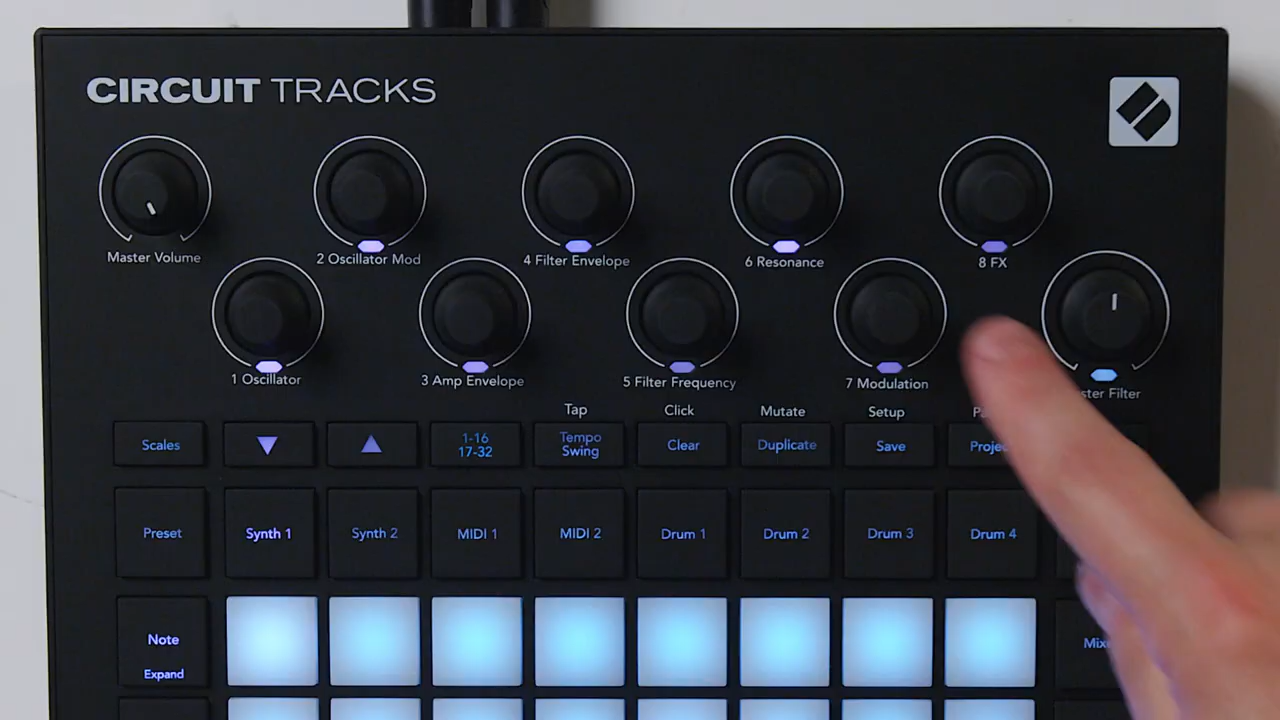 CIRCUIT TRACKS
Master Volume
2 Oscillator Mod
4 Filter Envelope
6 Resonance
8 FX
1 Oscillator
3 Amp Envelope
5 Filter Frequency
7 Modulation
Filter
Tap
Click
Mutate
Setup
Scales
1-16
17-32
Tempo
Swing
Clear
Duplicate
Save
Preset
Synth 1
Synth 2
MIDI 1
MIDI 2
Drum 1
Drum 2
Drum 3
Drum 4
Note
Expand